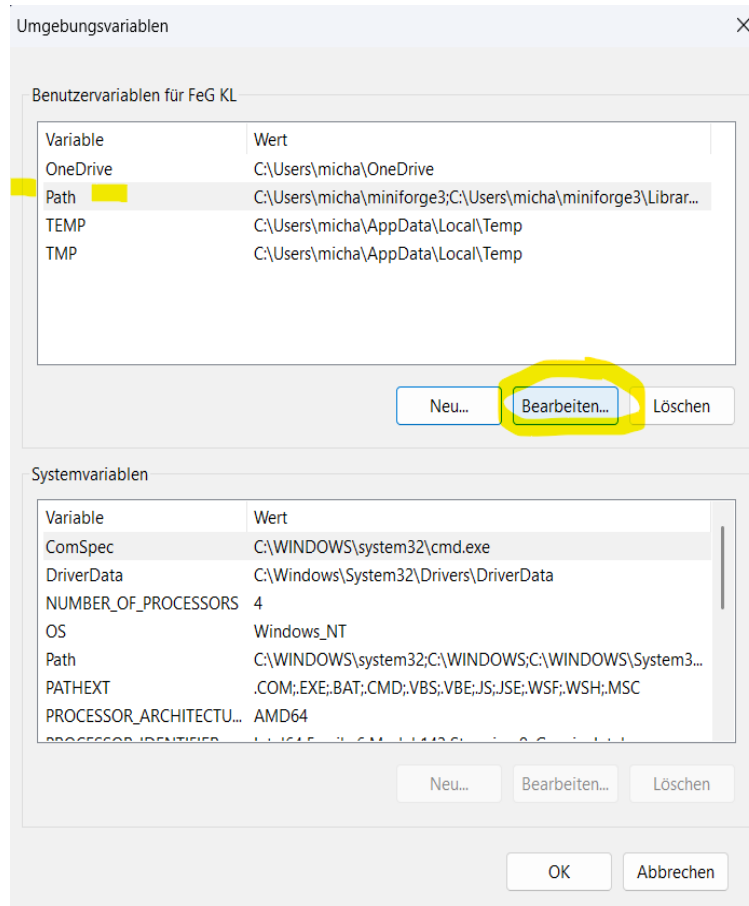 Umgebungsvariablen
Benutzervariablen für FeG KL
Variable Wert
OneDrive C:\Users\micha\OneDrive
Path C:\Users\micha\miniforge3;C:\Users\micha\miniforge3\Librar...
TEMP C:\Users\micha\AppData\Local\Temp
TMP C:\Users\micha\AppData\Local\Temp
Neu... Bearbeiten... Löschen
Systemvariablen
Variable Wert
ComSpec C:\WINDOWS\system32\cmd.exe
DriverData C:\Windows\System32\Drivers\DriverData
NUMBER_OF_PROCESSORS 4
OS Windows_NT
Path C:\WINDOWS\system32;C:\WINDOWS;C:\WINDOWS\System3...
PATHEXT .COM;.EXE;.BAT;.CMD;.VBS;.VBE;.JS;.JSE;.WSF;.WSH;.MSC
PROCESSOR_ARCHITECTU... AMD64
Neu... Bearbeiten... Löschen
OK Abbrechen